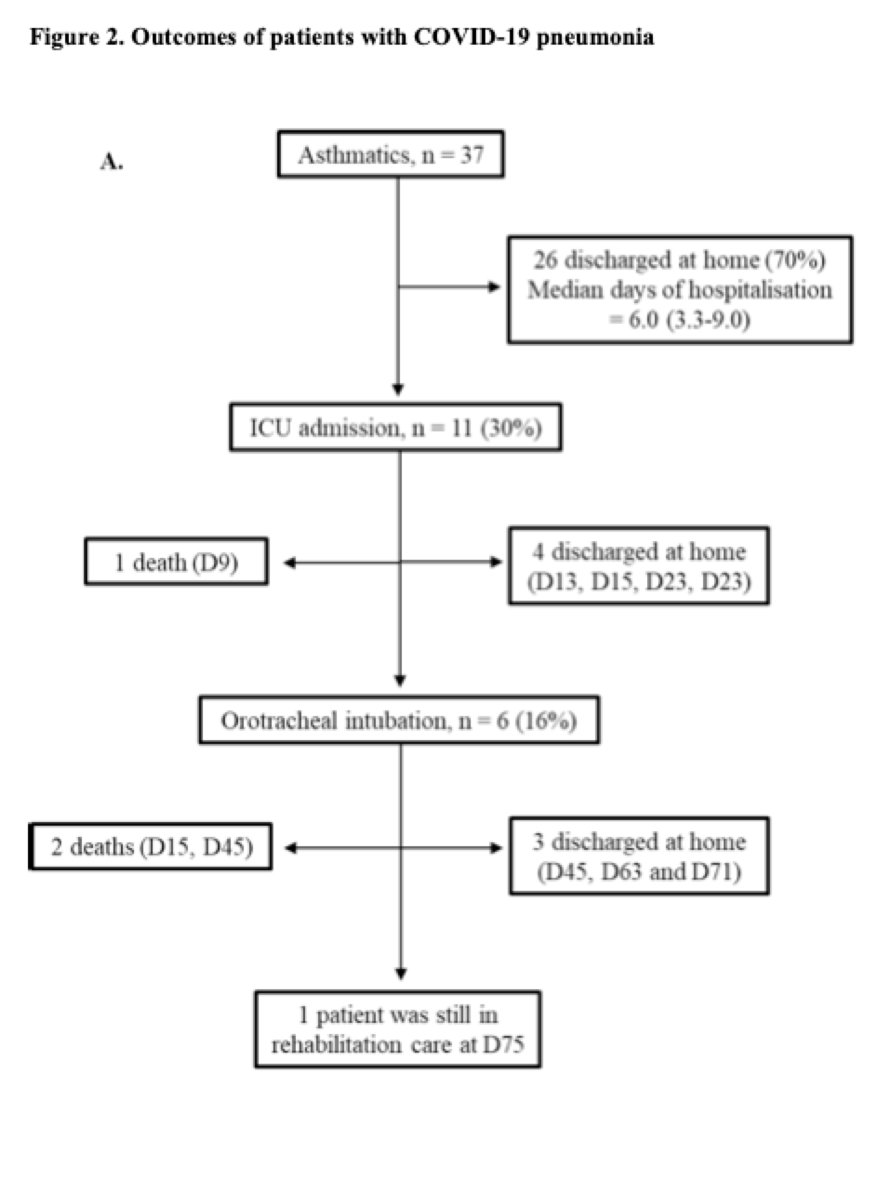 Figure 2. Outcomes of patients with COVID-19 pneumonia
A.
Asthmatics, n = 37
26 discharged at home (70%)
Median days of hospitalisation
= 6.0 (3.3-9.0)
ICU admission, n = 11 (30%)
1 death (D9)
4 discharged at home
(D13, D15, D23, D23)
Orotracheal intubation, n = 6 (16%)
2 deaths (D15, D45)
3 discharged at home
(D45, D63 and D71)
1 patient was still in
rehabilitation care at D75